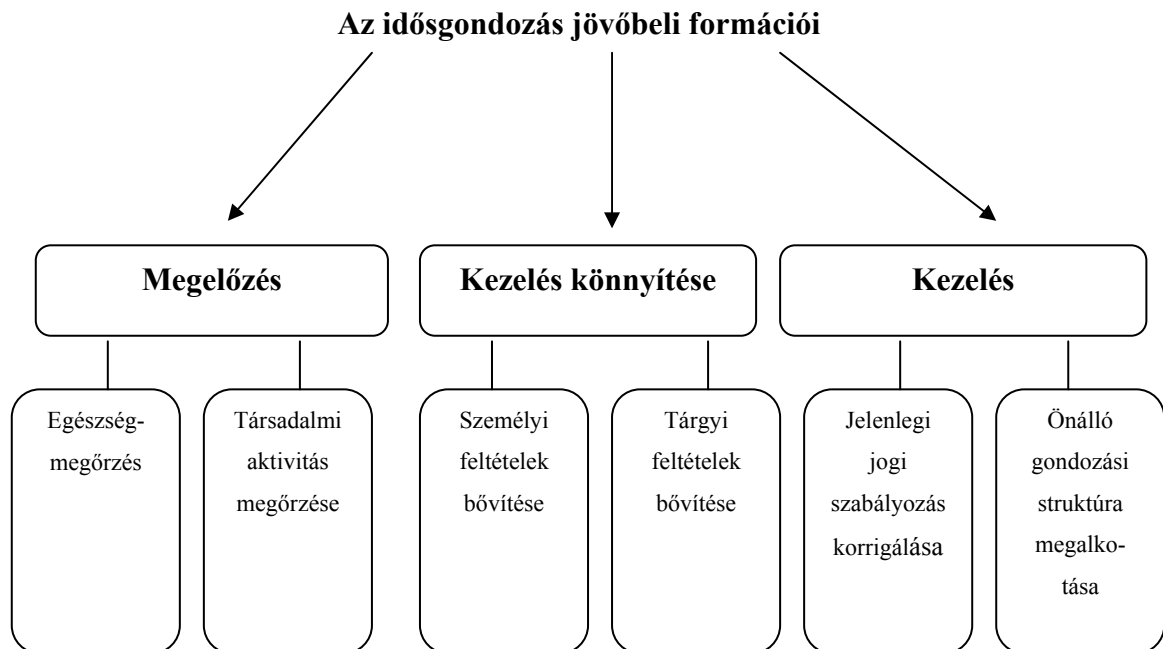 Az idősgondozás jövőbeli formációi
Megelőzés
Kezelés könnyítése
Kezelés
Egészség-
megőrzés
Társadalmi
aktivitás
megőrzése
Személyi
feltételek
bővítése
Tárgyi
feltételek
bővítése
Jelenlegi
jogi
szabályozás
korrigálása
Önálló
gondozási
struktúra
megalko-
tása